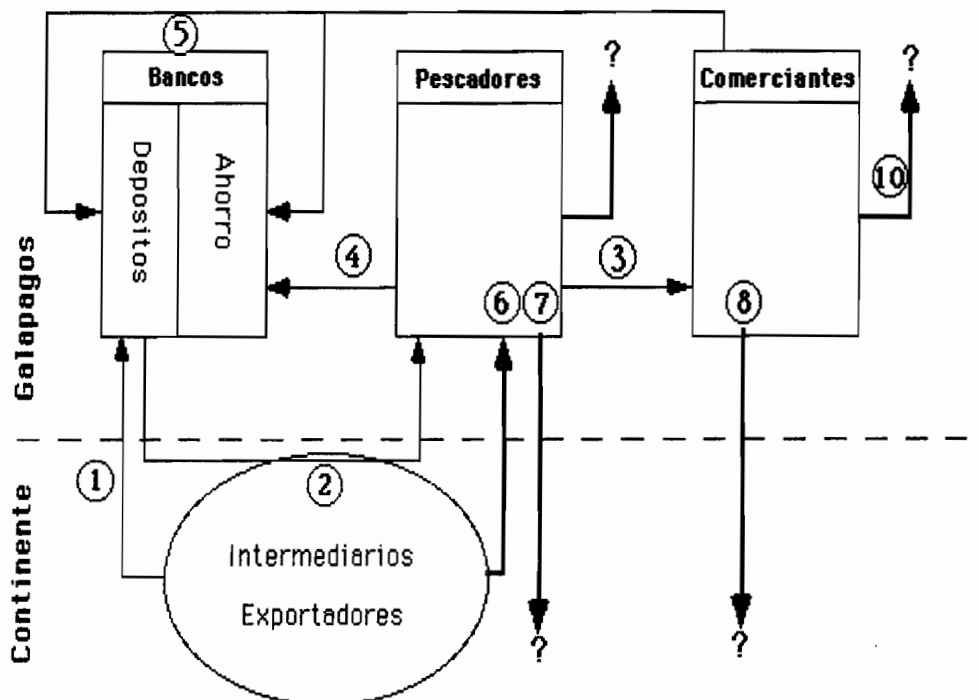 5
?
?
Bancos
Pescadores
Comerciantes
Depositos
Ahorro
10
4
3
6
7
8
Galapagos
1
2
Continente
Intermediarios
Exportadores
?
?